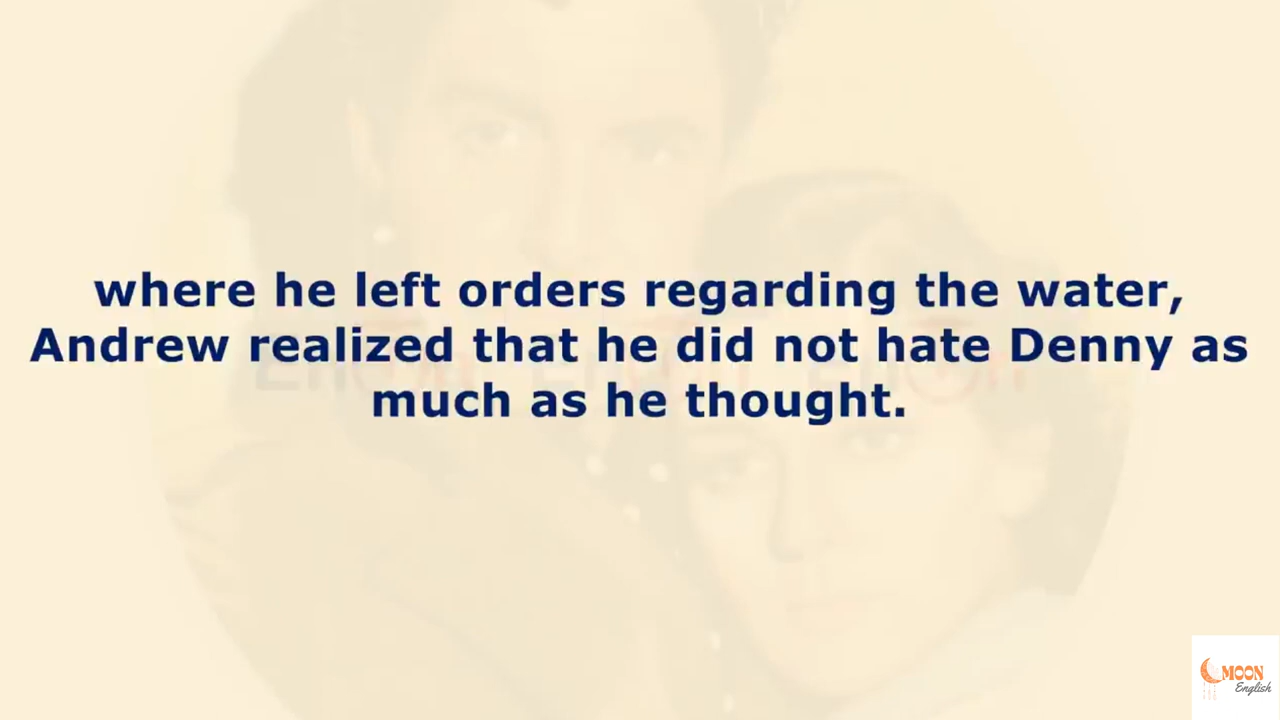 where he left orders regarding the water,
Andrew realized that he did not hate Denny as
much as he thought.
MOON
English